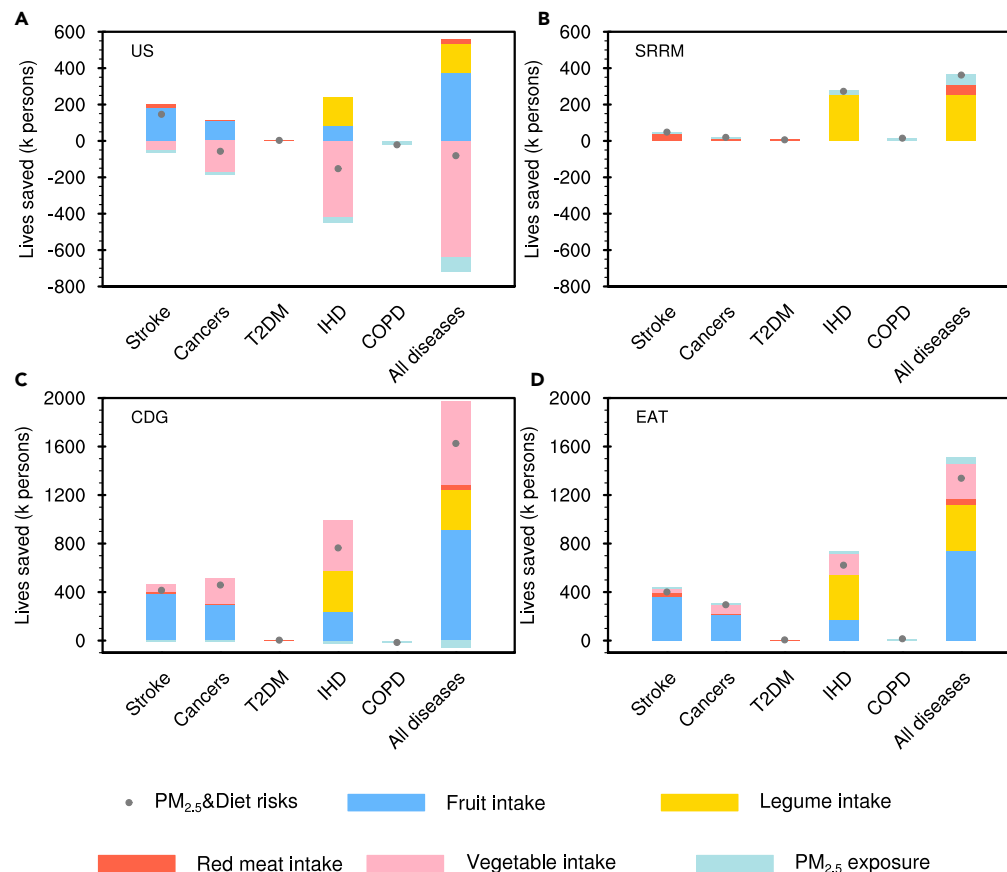 A
B
600
400
200
0
-200
-400
-600
-800
Lives saved (k persons)
US
Stroke
Cancers
T2DM
IHD
COPD
All diseases
600
400
200
0
-200
-400
-600
-800
Lives saved (k persons)
SRRM
Stroke
Cancers
T2DM
IHD
COPD
All diseases
C
D
2000
1600
1200
800
400
0
Lives saved (k persons)
CDG
Stroke
Cancers
T2DM
IHD
COPD
All diseases
2000
1600
1200
800
400
0
Lives saved (k persons)
EAT
Stroke
Cancers
T2DM
IHD
COPD
All diseases
PM2.5&Diet risks Fruit intake Legume intake
Red meat intake Vegetable intake PM2.5 exposure